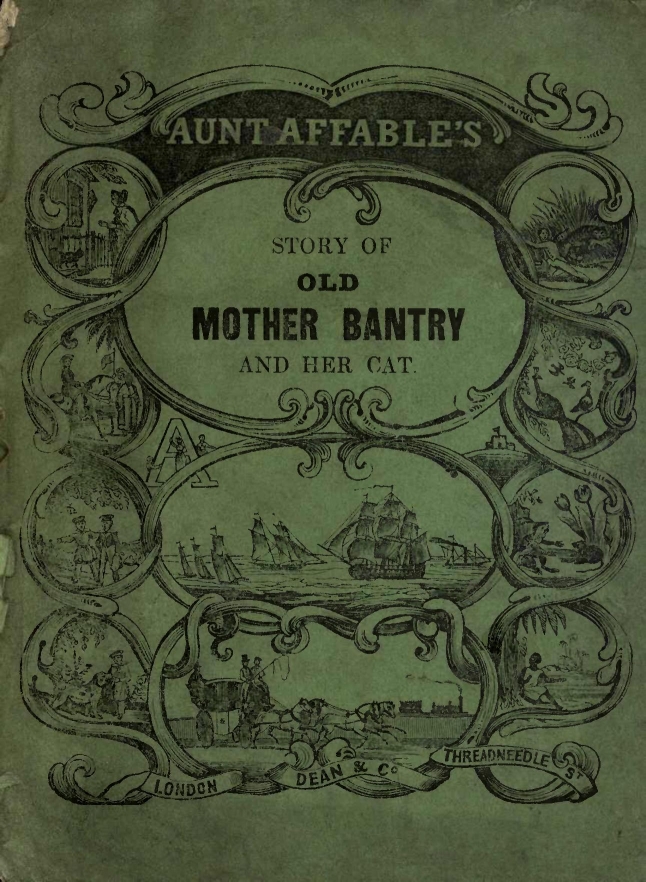 AUNT AFFABLE'S
STORY OF
OLD
MOTHER BANTRY
AND HER CAT.
A
LONDON
DEAN & Co
THREADNEEDLE ST